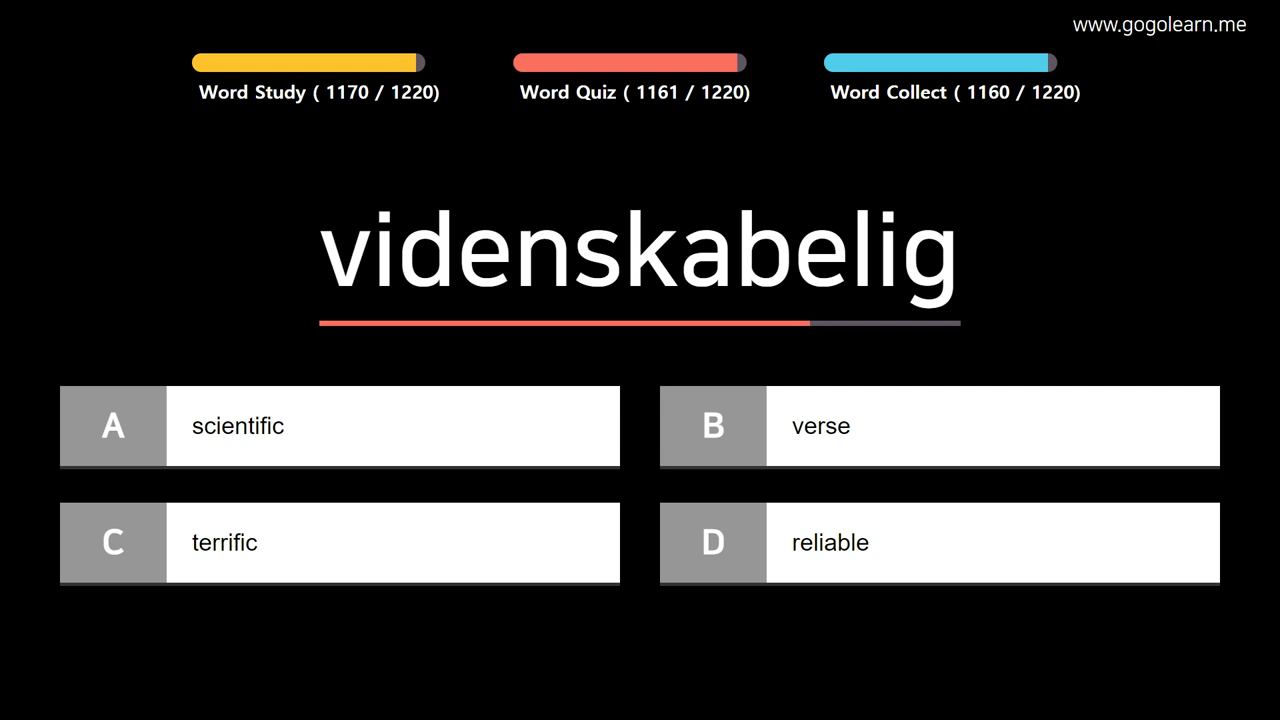 www.gogolearn.me
Word Study ( 1170 / 1220)
Word Quiz ( 1161 / 1220)
Word Collect ( 1160 / 1220)
videnskabelig
A scientific
B verse
C terrific
D reliable